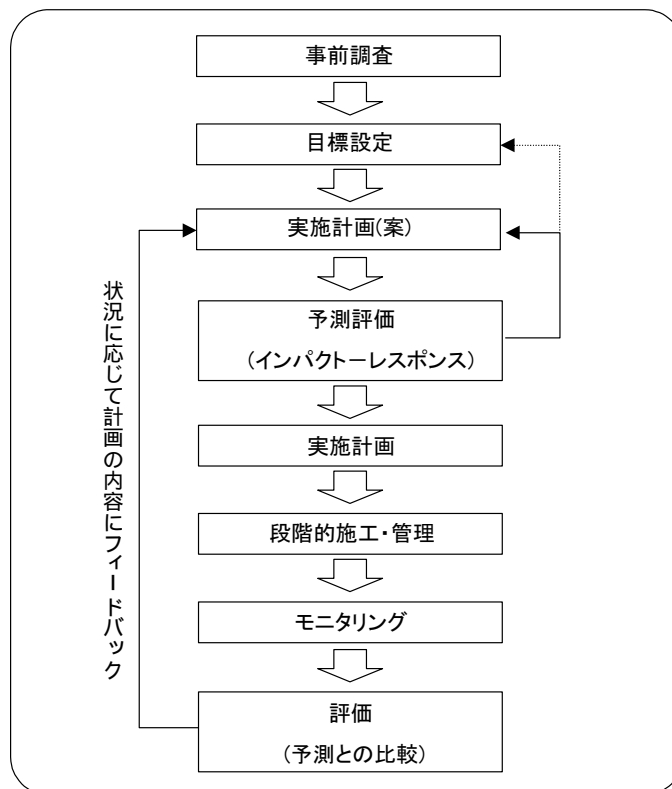 事前調査
目標設定
実施計画(案)
予測評価
(インパクトーレスポンス)
実施計画
段階的施工・管理
モニタリング
評価
(予測との比較)
状況に応じて計画の内容にフィードバック